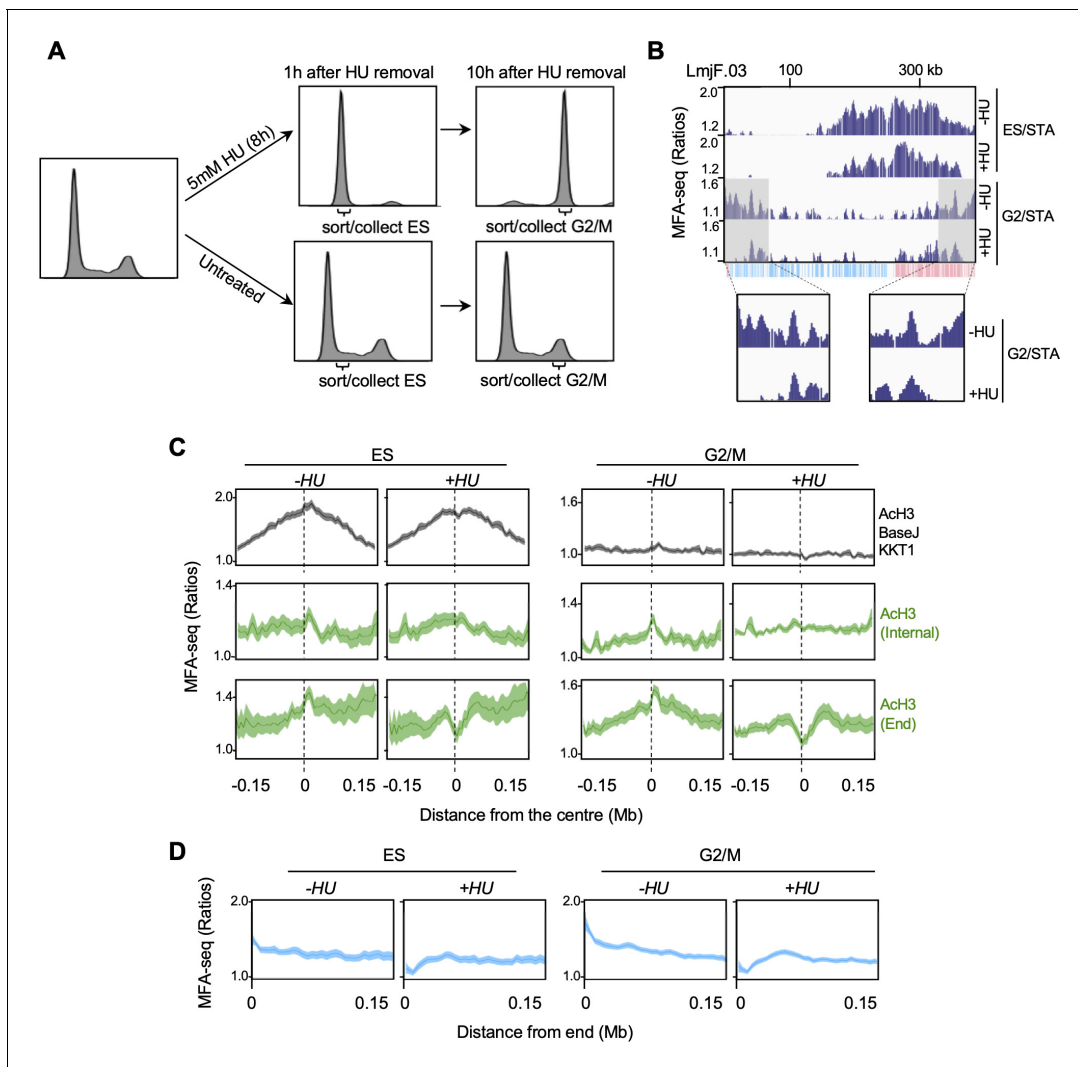 A
1h after HU removal
10h after HU removal
5mM HU (8h)
sort/collect ES
sort/collect G2/M
Untreated
sort/collect ES
sort/collect G2/M
B
LmjF.03
100
300 kb
MFA-seq (Ratios)
2.0
1.2
2.0
1.2
1.6
1.1
1.6
1.1
-HU
+HU
-HU
+HU
ES/STA
G2/STA
-HU
+HU
G2/STA
C
ES
G2/M
-HU
+HU
-HU
+HU
MFA-seq (Ratios)
2.0
1.0
1.6
1.0
AcH3
BaseJ
KKT1
1.4
1.0
1.4
1.0
AcH3
(Internal)
1.4
1.0
1.6
1.0
AcH3
(End)
-0.15 0 0.15 -0.15 0 0.15 -0.15 0 0.15 -0.15 0 0.15
Distance from the centre (Mb)
D
ES
G2/M
-HU
+HU
-HU
+HU
MFA-seq (Ratios)
2.0
1.0
2.0
1.0
0 0.15 0 0.15 0 0.15 0 0.15
Distance from end (Mb)